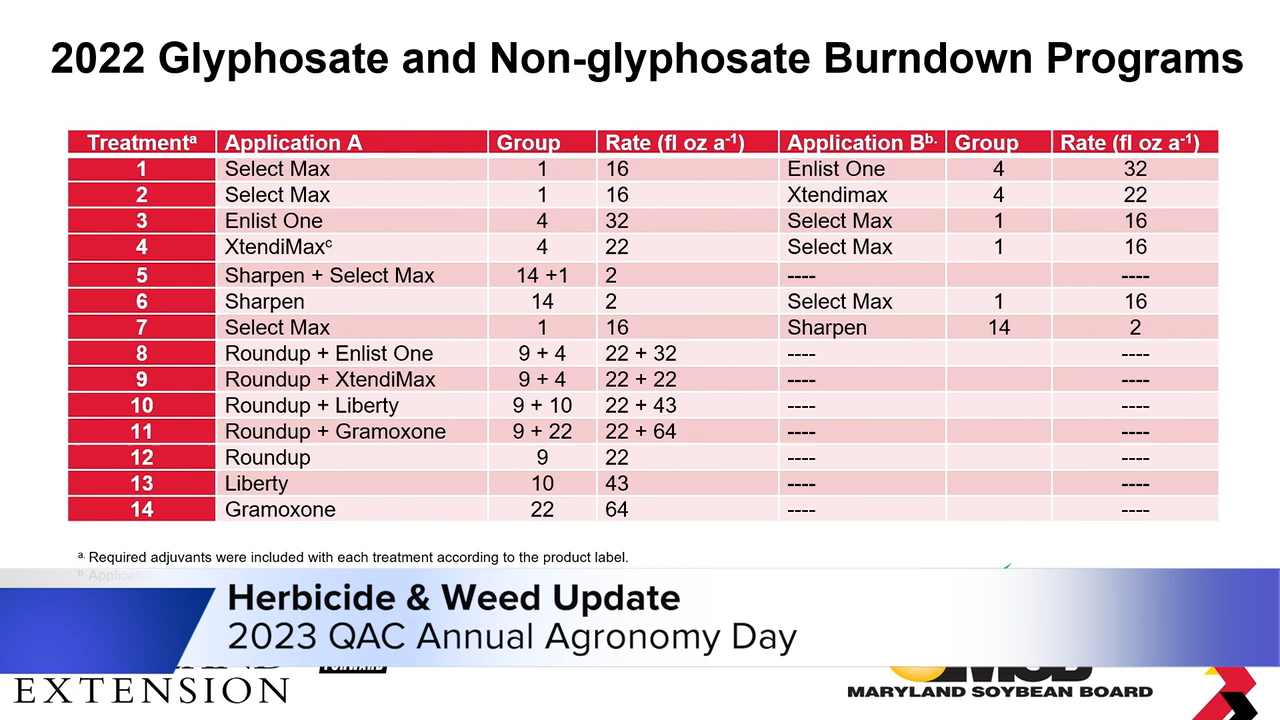 2022 Glyphosate and Non-glyphosate Burndown Programs
Treatmentᵃ Application A Group Rate (fl oz a⁻¹) Application Bᵇ· Group Rate (fl oz a⁻¹)
1 Select Max 1 16 Enlist One 4 32
2 Select Max 1 16 Xtendimax 4 22
3 Enlist One 4 32 Select Max 1 16
4 XtendiMaxᶜ 4 22 Select Max 1 16
5 Sharpen + Select Max 14 +1 2 ---- ----
6 Sharpen 14 2 Select Max 1 16
7 Select Max 1 16 Sharpen 14 2
8 Roundup + Enlist One 9 + 4 22 + 32 ---- ----
9 Roundup + XtendiMax 9 + 4 22 + 22 ---- ----
10 Roundup + Liberty 9 + 10 22 + 43 ---- ----
11 Roundup + Gramoxone 9 + 22 22 + 64 ---- ----
12 Roundup 9 22 ---- ----
13 Liberty 10 43 ---- ----
14 Gramoxone 22 64 ---- ----
ᵃ· Required adjuvants were included with each treatment according to the product label.
Herbicide & Weed Update
2023 QAC Annual Agronomy Day
EXTENSION
MARYLAND SOYBEAN BOARD